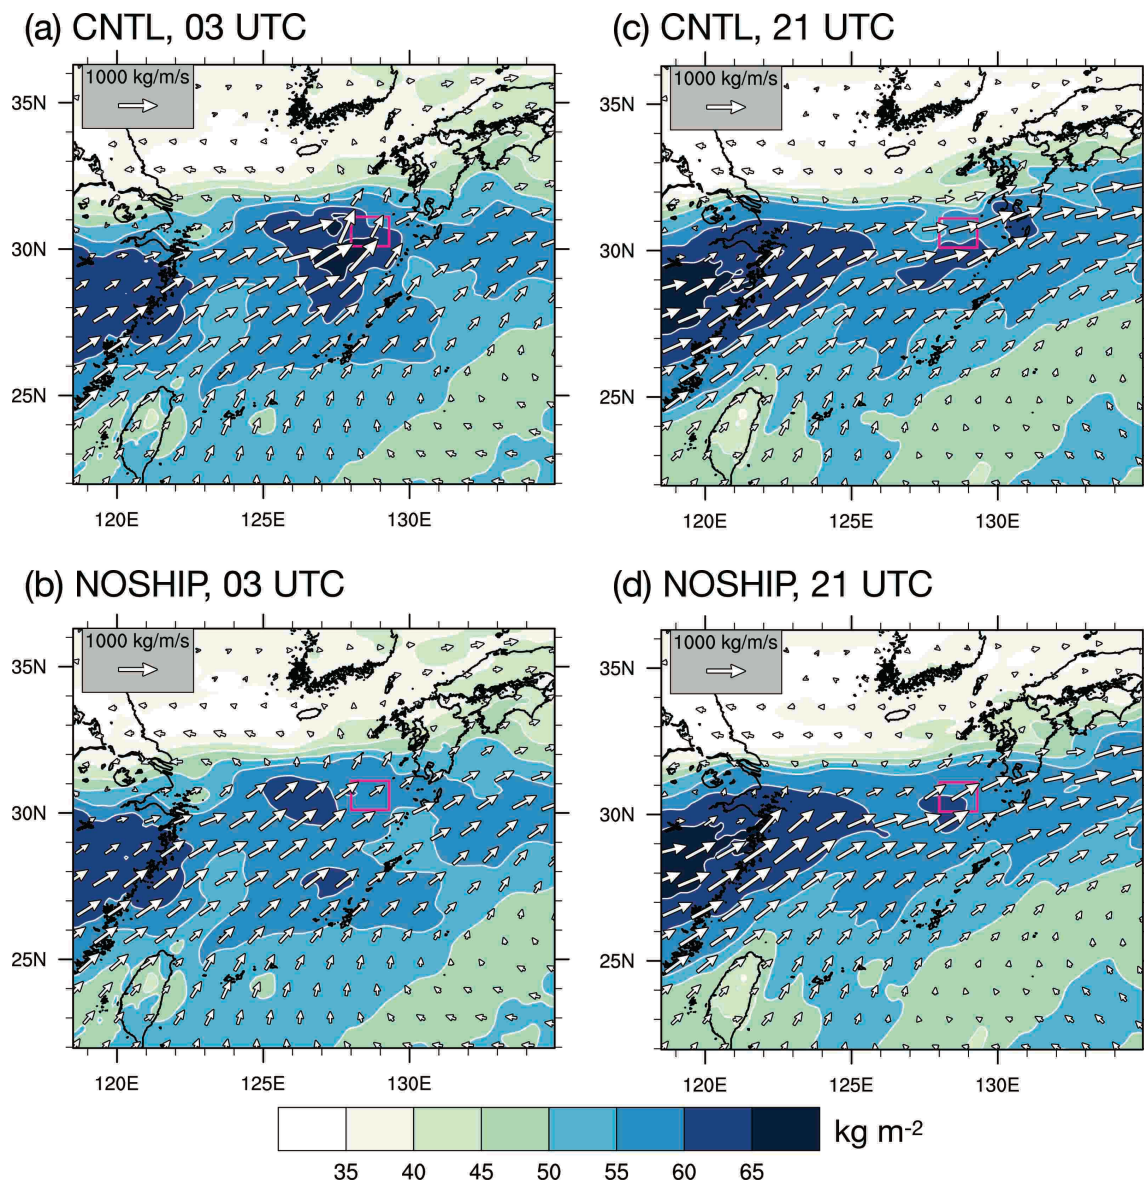 (a) CNTL, 03 UTC
1000 kg/m/s
35N
30N
25N
120E 125E 130E
(c) CNTL, 21 UTC
1000 kg/m/s
35N
30N
25N
120E 125E 130E
(b) NOSHIP, 03 UTC
1000 kg/m/s
35N
30N
25N
120E 125E 130E
(d) NOSHIP, 21 UTC
1000 kg/m/s
35N
30N
25N
120E 125E 130E
kg m-2
35 40 45 50 55 60 65